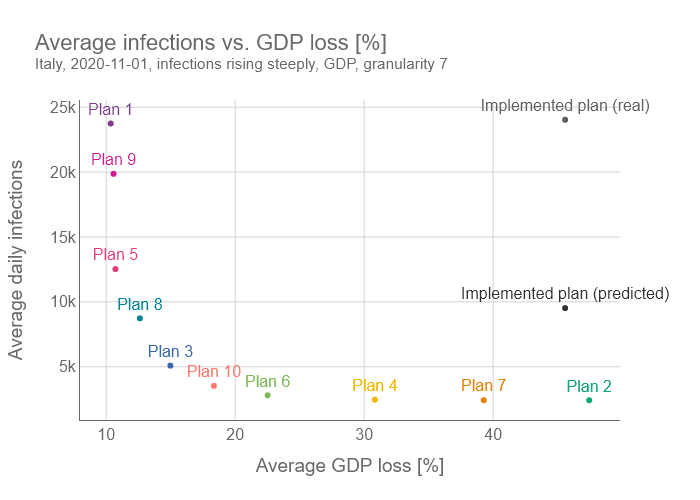 Average infections vs. GDP loss [%]
Italy, 2020-11-01, infections rising steeply, GDP, granularity 7
Average daily infections
25k
20k
15k
10k
5k
Plan 1
Implemented plan (real)
Plan 9
Plan 5
Plan 8
Implemented plan (predicted)
Plan 3
Plan 10
Plan 6
Plan 4
Plan 7
Plan 2
10
20
30
40
Average GDP loss [%]